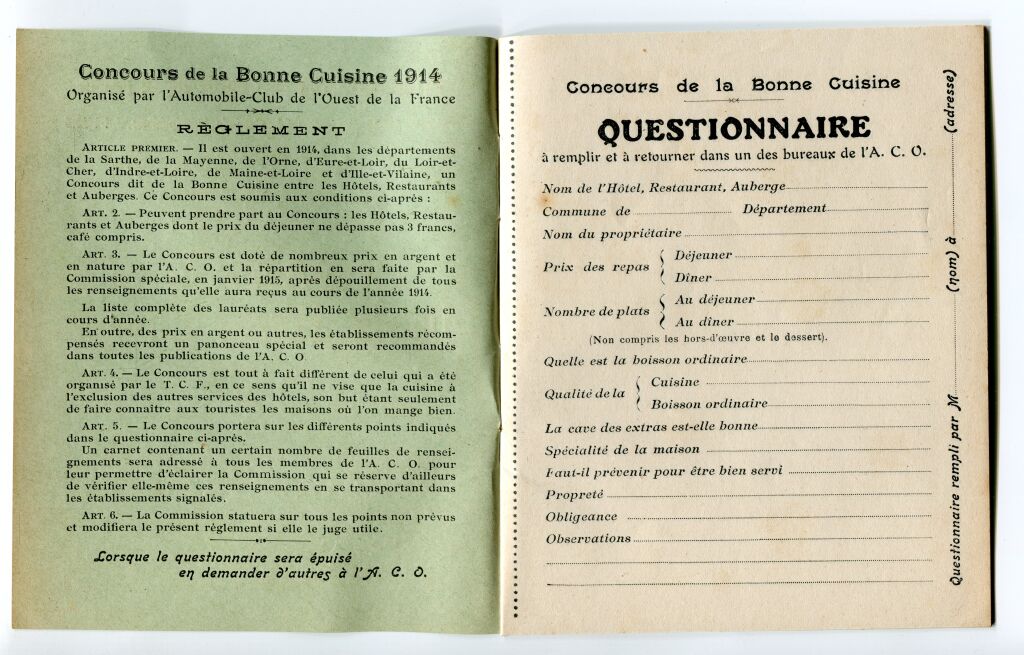 Concours de la Bonne Cuisine 1914
Organisé par l'Automobile-Club de l'Ouest de la France
RÈGLEMENT
ARTICLE PREMIER. — Il est ouvert en 1914, dans les départements
de la Sarthe, de la Mayenne, de l'Orne, d'Eure-et-Loir, du Loir-et-
Cher, d'Indre-et-Loire, de Maine-et-Loire et d'Ille-et-Vilaine, un
Concours dit de la Bonne Cuisine entre les Hôtels, Restaurants
et Auberges. Ce Concours est soumis aux conditions ci-après :
ART. 2. — Peuvent prendre part au Concours : les Hôtels, Restau-
rants et Auberges dont le prix du déjeuner ne dépasse pas 3 francs,
café compris.
ART. 3. — Le Concours est doté de nombreux prix en argent et
en nature par l'A. C. O. et la répartition en sera faite par la
Commission spéciale, en janvier 1915, après dépouillement de tous
les renseignements qu'elle aura reçus au cours de l'année 1914.
La liste complète des lauréats sera publiée plusieurs fois en
cours d'année.
En outre, des prix en argent ou autres, les établissements récom-
pensés recevront un panonceau spécial et seront recommandés
dans toutes les publications de l'A. C. O
ART. 4. — Le Concours est tout à fait différent de celui qui a été
organisé par le T. C. F., en ce sens qu'il ne vise que la cuisine à
l'exclusion des autres services des hôtels, son but étant seulement
de faire connaître aux touristes les maisons où l'on mange bien.
ART. 5. — Le Concours portera sur les différents points indiqués
dans le questionnaire ci-après.
Un carnet contenant un certain nombre de feuilles de rensei-
gnements sera adressé à tous les membres de l'A. C. O. pour
leur permettre d'éclairer la Commission qui se réserve d'ailleurs
de vérifier elle-même ces renseignements en se transportant dans
les établissements signalés.
ART. 6. — La Commission statuera sur tous les points non prévus
et modifiera le présent règlement si elle le juge utile.
Lorsque le questionnaire sera épuisé
en demander d'autres à l'A. C. O.
Concours de la Bonne Cuisine
QUESTIONNAIRE
à remplir et à retourner dans un des bureaux de l'A. C. O.
Nom de l'Hôtel, Restaurant, Auberge
Commune de Département
Nom du propriétaire
Prix des repas { Déjeuner
Dîner
Nombre de plats { Au déjeuner
Au dîner
(Non compris les hors-d'œuvre et le dessert).
Quelle est la boisson ordinaire
Qualité de la { Cuisine
Boisson ordinaire
La cave des extras est-elle bonne
Spécialité de la maison
Faut-il prévenir pour être bien servi
Propreté
Obligeance
Observations
Questionnaire rempli par M (nom) à (adresse)